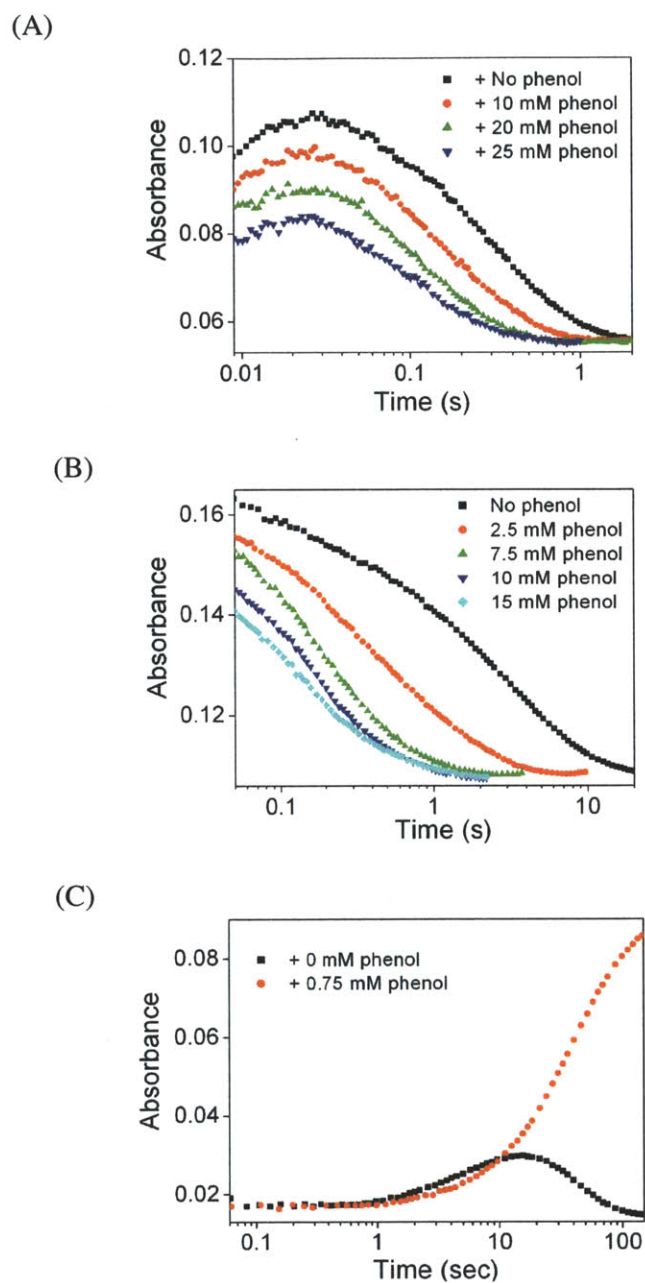 (A)
0.12
0.10
0.08
0.06
Absorbance
+ No phenol
+ 10 mM phenol
+ 20 mM phenol
+ 25 mM phenol
0.01
0.1
1
Time (s)
(B)
0.16
0.14
0.12
Absorbance
No phenol
2.5 mM phenol
7.5 mM phenol
10 mM phenol
15 mM phenol
0.1
1
10
Time (s)
(C)
0.08
0.06
0.04
0.02
Absorbance
+ 0 mM phenol
+ 0.75 mM phenol
0.1
1
10
100
Time (sec)